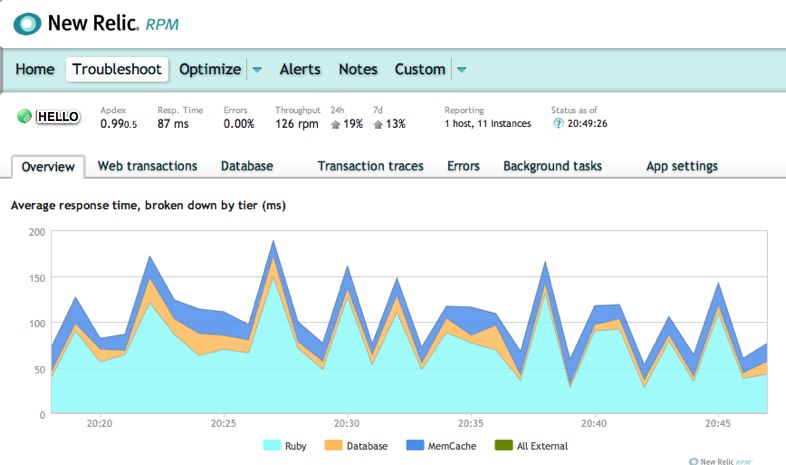 New Relic. RPM
Home Troubleshoot Optimize Alerts Notes Custom
Apdex Resp. Time Errors Throughput 24h 7d Reporting Status as of
HELLO 0.990.5 87 ms 0.00% 126 rpm 19% 13% 1 host, 11 instances ? 20:49:26
Overview Web transactions Database Transaction traces Errors Background tasks App settings
Average response time, broken down by tier (ms)
200
150
100
50
0
20:20 20:25 20:30 20:35 20:40 20:45
Ruby Database MemCache All External
New Relic RPM